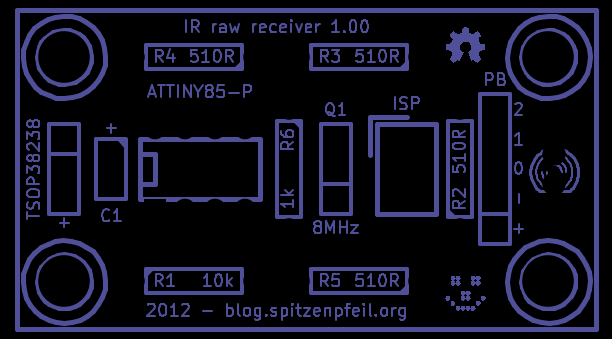 IR raw receiver 1.00
R4 510R
R3 510R
ATTINY85-P
PB
Q1
ISP
2
1
0
-
+
TSOP38238
+
+
C1
R6
1k
8MHz
R2 510R
R1 10k
R5 510R
2012 - blog.spitzenpfeil.org